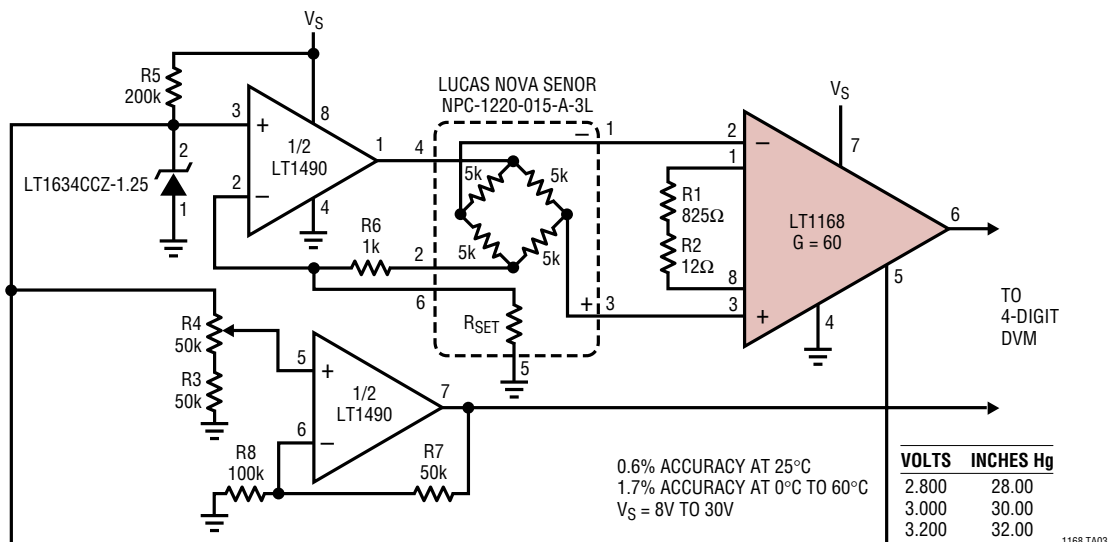 VS
R5
200k
3
+
8
1/2
LT1490
1
2
−
4
2
LT1634CCZ-1.25
1
LUCAS NOVA SENOR
NPC-1220-015-A-3L
4
5k
5k
5k
5k
− 1
+ 3
R6
1k
2
6
RSET
5
VS
2
−
7
1
R1
825Ω
R2
12Ω
8
3
+
LT1168
G = 60
6
5
4
TO
4-DIGIT
DVM
R4
50k
R3
50k
5
+
1/2
LT1490
7
6
−
R8
100k
R7
50k
0.6% ACCURACY AT 25°C
1.7% ACCURACY AT 0°C TO 60°C
VS = 8V TO 30V
VOLTS INCHES Hg
2.800 28.00
3.000 30.00
3.200 32.00
1168 TA03